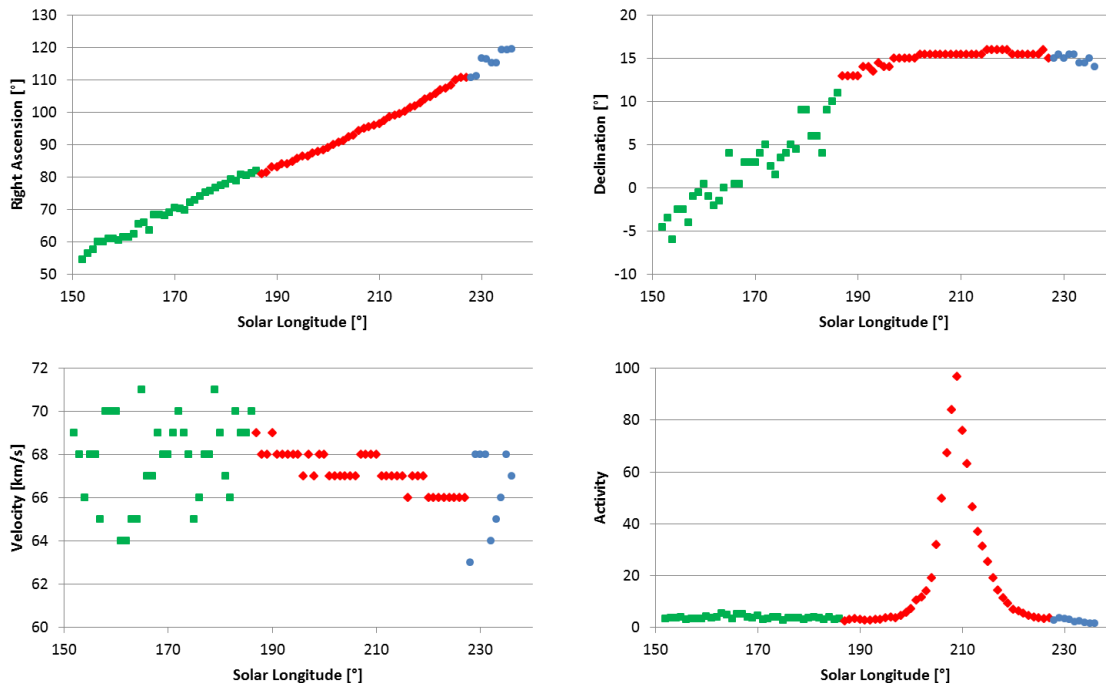 Right Ascension [°]
130
120
110
100
90
80
70
60
50
150 170 190 210 230
Solar Longitude [°]
Declination [°]
20
15
10
5
0
-5
-10
150 170 190 210 230
Solar Longitude [°]
Velocity [km/s]
72
70
68
66
64
62
60
150 170 190 210 230
Solar Longitude [°]
Activity
100
80
60
40
20
0
150 170 190 210 230
Solar Longitude [°]